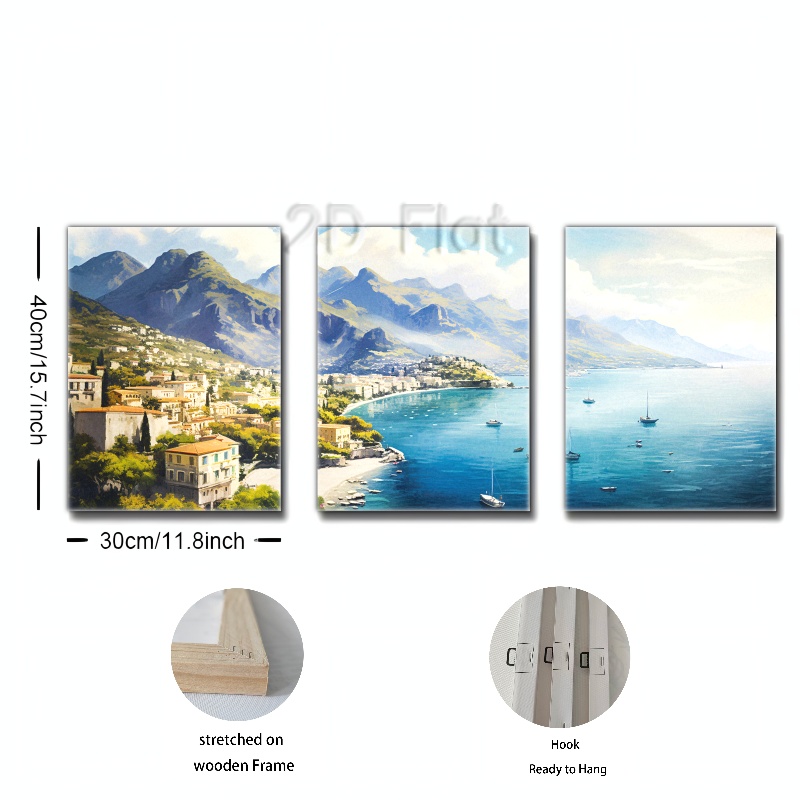 2D Flat
40cm/15.7inch
30cm/11.8inch
stretched on
wooden Frame
Hook
Ready to Hang